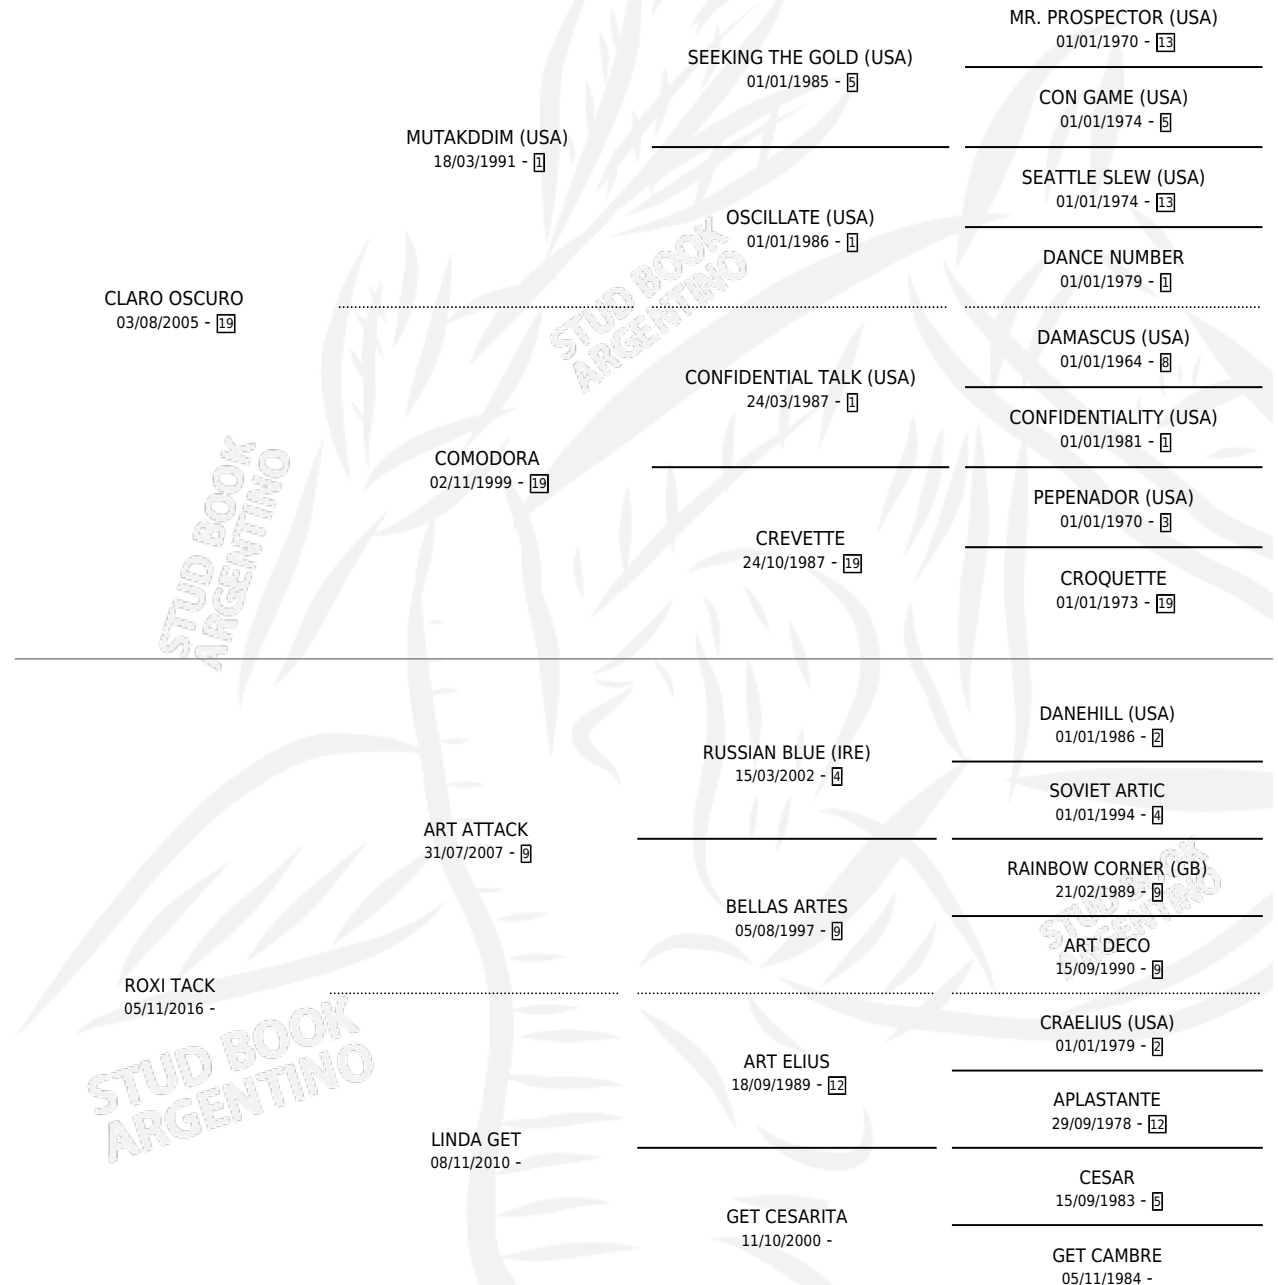 MR. PROSPECTOR (USA)
01/01/1970 - 13
SEEKING THE GOLD (USA)
01/01/1985 - 5
CON GAME (USA)
01/01/1974 - 5
MUTAKDDIM (USA)
18/03/1991 - 1
SEATTLE SLEW (USA)
01/01/1974 - 13
OSCILLATE (USA)
01/01/1986 - 1
DANCE NUMBER
01/01/1979 - 1
CLARO OSCURO
03/08/2005 - 19
DAMASCUS (USA)
01/01/1964 - 8
CONFIDENTIAL TALK (USA)
24/03/1987 - 1
CONFIDENTIALITY (USA)
01/01/1981 - 1
COMODORA
02/11/1999 - 19
PEPENADOR (USA)
01/01/1970 - 3
CREVETTE
24/10/1987 - 19
CROQUETTE
01/01/1973 - 19
STUD BOOK
ARGENTINO
STUD BOOK
ARGENTINO
DANEHILL (USA)
01/01/1986 - 2
RUSSIAN BLUE (IRE)
15/03/2002 - 4
SOVIET ARTIC
01/01/1994 - 4
ART ATTACK
31/07/2007 - 9
RAINBOW CORNER (GB)
21/02/1989 - 9
BELLAS ARTES
05/08/1997 - 9
ART DECO
15/09/1990 - 9
STUD BOOK
ARGENTINO
ROXI TACK
05/11/2016 -
CRAELIUS (USA)
01/01/1979 - 2
ART ELIUS
18/09/1989 - 12
APLASTANTE
29/09/1978 - 12
STUD BOOK
ARGENTINO
LINDA GET
08/11/2010 -
CESAR
15/09/1983 - 5
GET CESARITA
11/10/2000 -
GET CAMBRE
05/11/1984 -